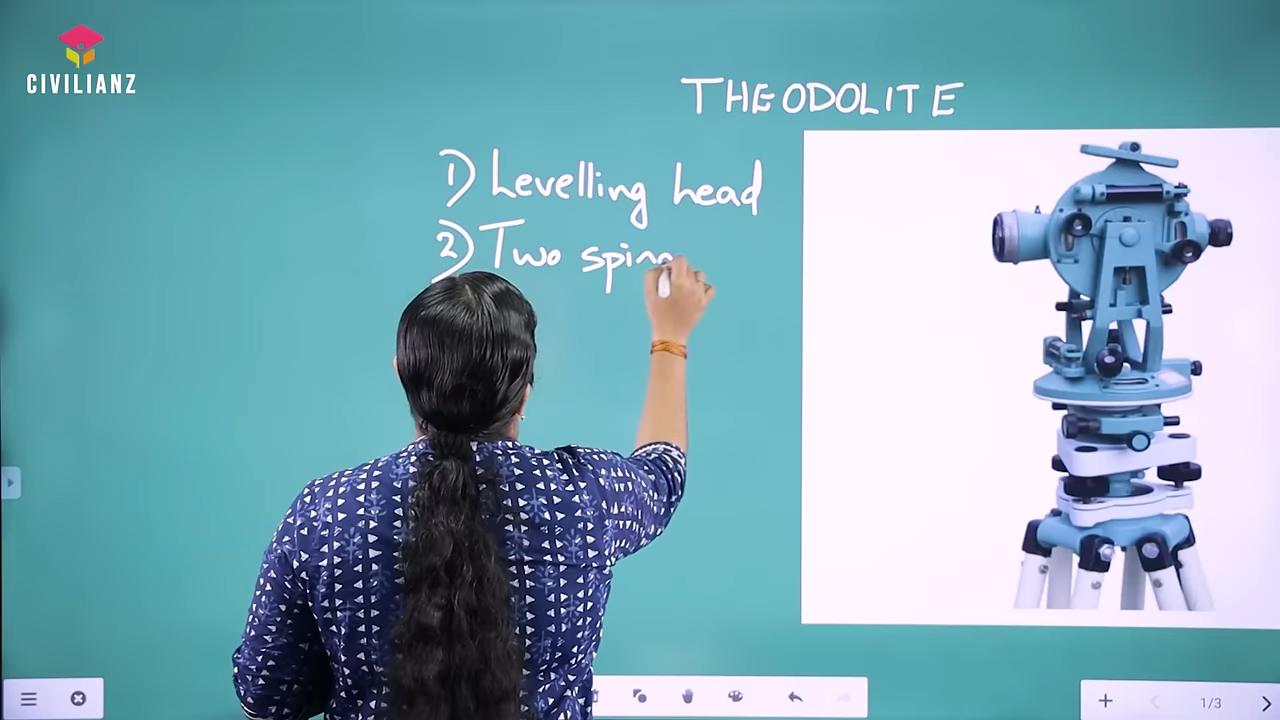 CIVILIANZ
THEODOLITE
1) Levelling head
2) Two spin
1/3